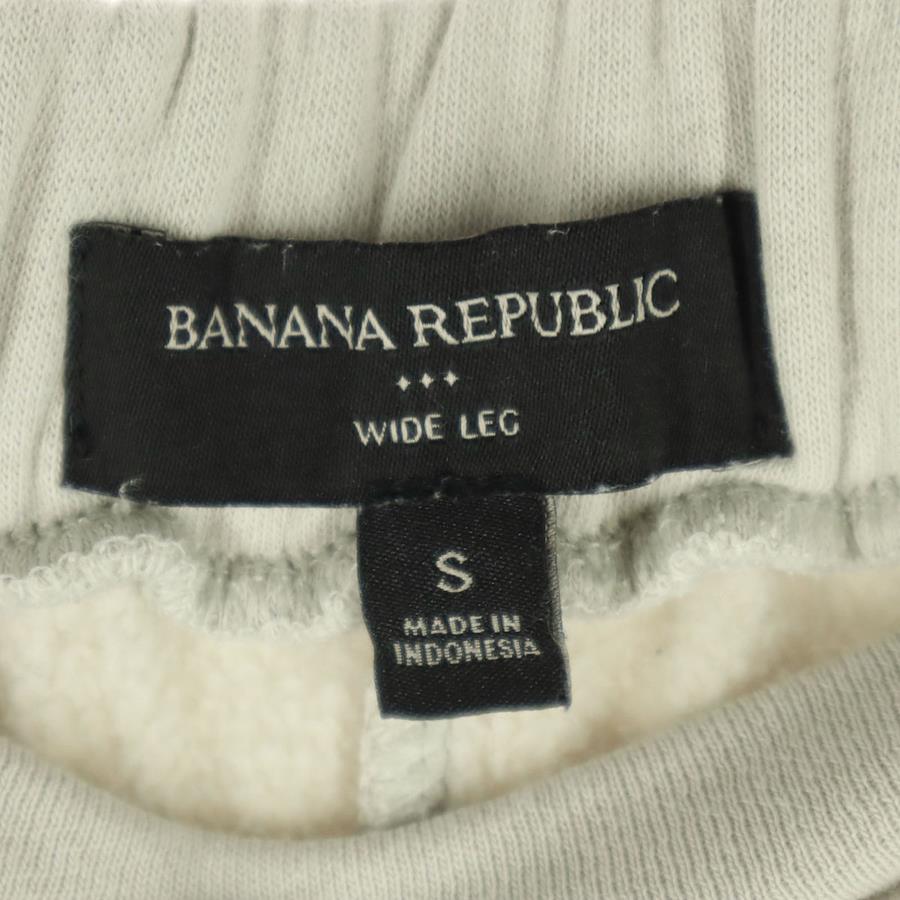 BANANA REPUBLIC
WIDE LEG
S
MADE IN
INDONESIA